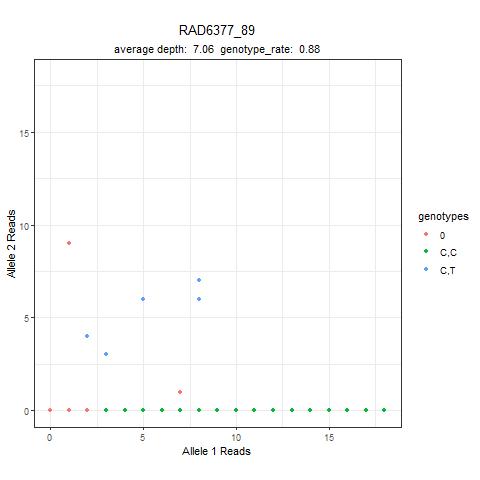 RAD6377_89
average depth: 7.06 genotype_rate: 0.88
15
10
5
0
Allele 2 Reads
0 5 10 15
Allele 1 Reads
genotypes
0
C,C
C,T